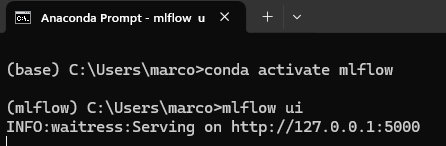 Anaconda Prompt - mlflow ui
(base) C:\Users\marco>conda activate mlflow
(mlflow) C:\Users\marco>mlflow ui
INFO:waitress:Serving on http://127.0.0.1:5000